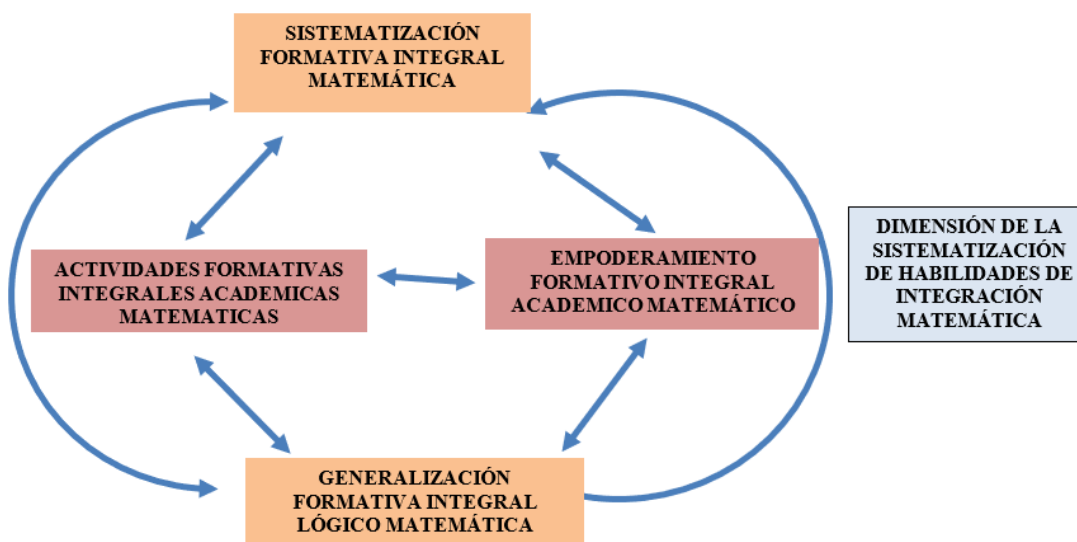 SISTEMATIZACIÓN
FORMATIVA INTEGRAL
MATEMÁTICA
ACTIVIDADES FORMATIVAS
INTEGRALES ACADEMICAS
MATEMATICAS
EMPODERAMIENTO
FORMATIVO INTEGRAL
ACADEMICO MATEMÁTICO
DIMENSIÓN DE LA
SISTEMATIZACIÓN
DE HABILIDADES DE
INTEGRACIÓN
MATEMÁTICA
GENERALIZACIÓN
FORMATIVA INTEGRAL
LÓGICO MATEMÁTICA